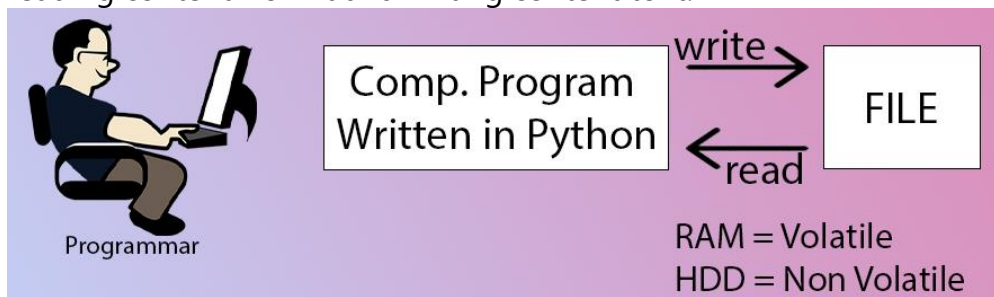 Comp. Program
Written in Python
write
read
FILE
Programmar
RAM = Volatile
HDD = Non Volatile